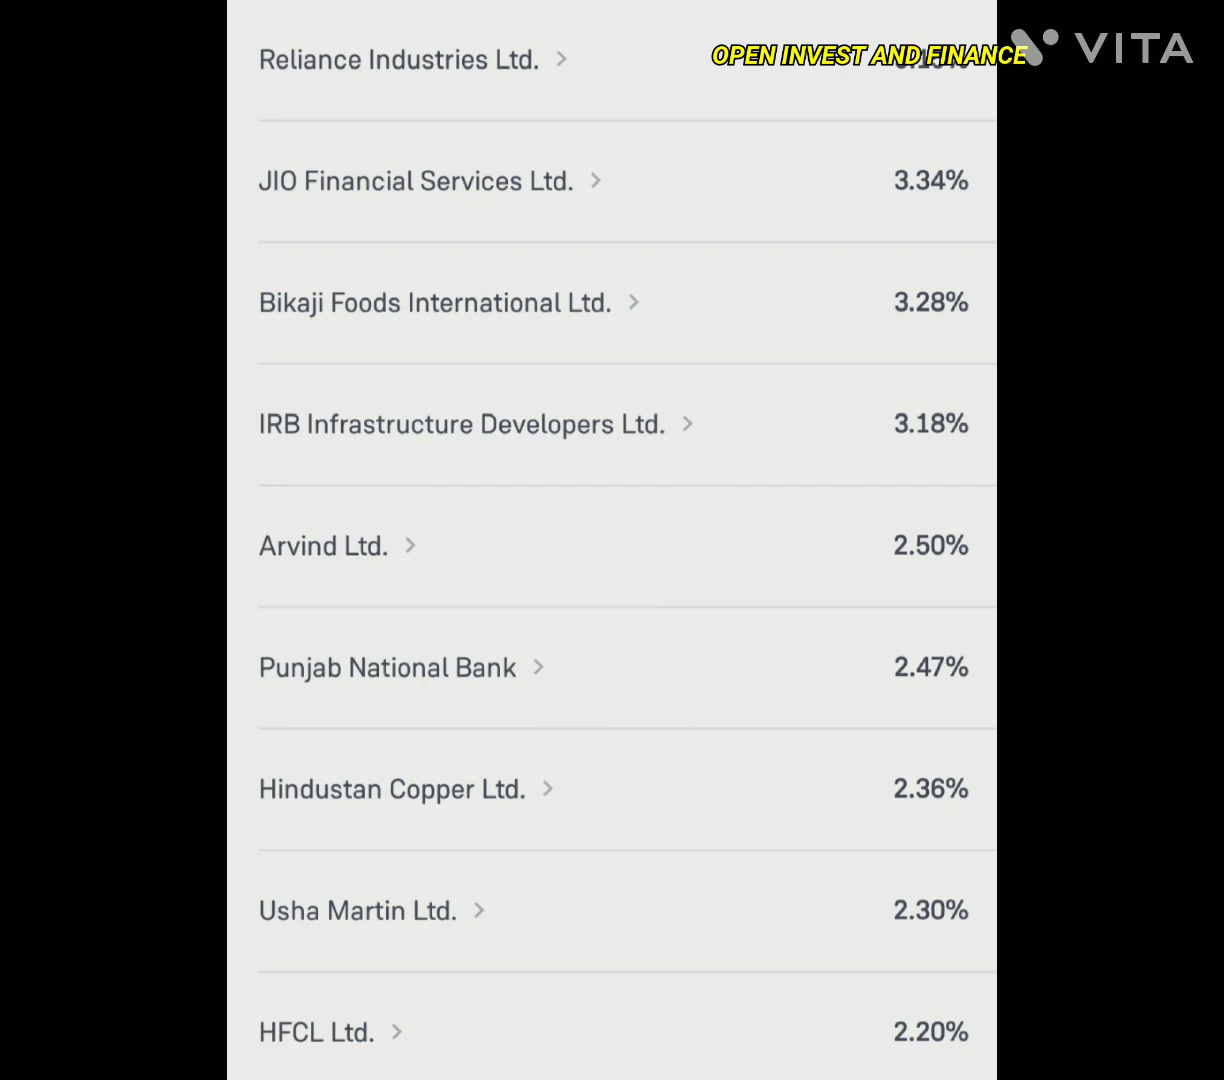 Reliance Industries Ltd.
OPEN INVEST AND FINANCE
VITA
JIO Financial Services Ltd. 3.34%
Bikaji Foods International Ltd. 3.28%
IRB Infrastructure Developers Ltd. 3.18%
Arvind Ltd. 2.50%
Punjab National Bank 2.47%
Hindustan Copper Ltd. 2.36%
Usha Martin Ltd. 2.30%
HFCL Ltd. 2.20%